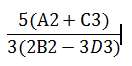 5(A2 + C3)
3(2B2 − 3D3)